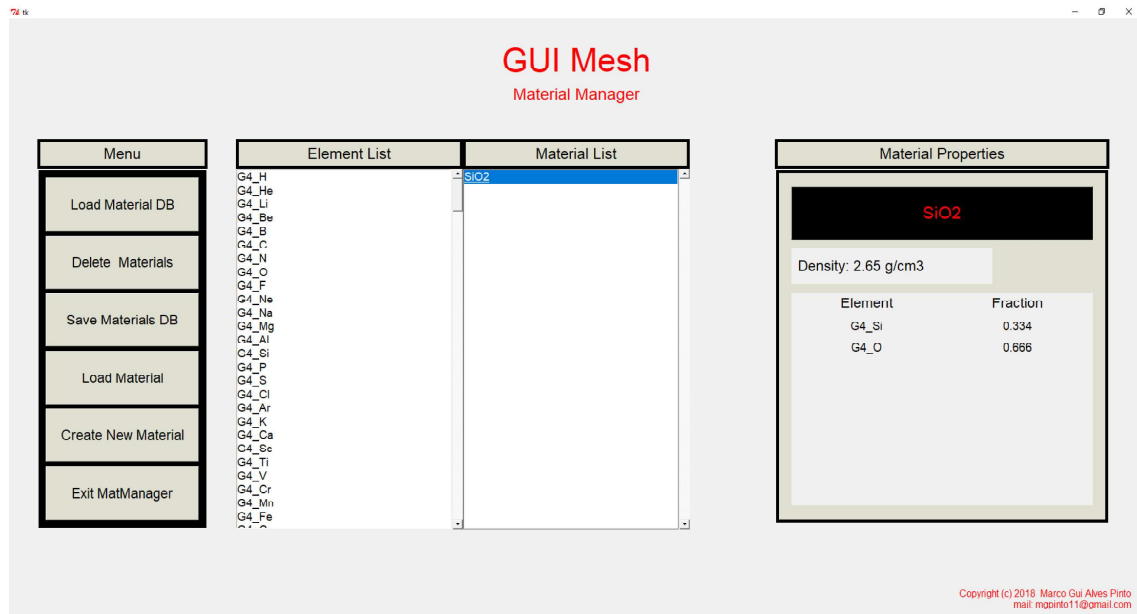 tk
GUI Mesh
Material Manager
Menu
Load Material DB
Delete Materials
Save Materials DB
Load Material
Create New Material
Exit MatManager
Element List
G4_H
G4_He
G4_Li
G4_Be
G4_B
G4_C
G4_N
G4_O
G4_F
G4_Ne
G4_Na
G4_Mg
G4_Al
G4_Si
G4_P
G4_S
G4_Cl
G4_Ar
G4_K
G4_Ca
G4_Sc
G4_Ti
G4_V
G4_Cr
G4_Mn
G4_Fe
Material List
SiO2
Material Properties
SiO2
Density: 2.65 g/cm3
Element Fraction
G4_Si 0.334
G4_O 0.666
Copyright (c) 2018 Marco Gui Alves Pinto
mail: mgpinto11@gmail.com